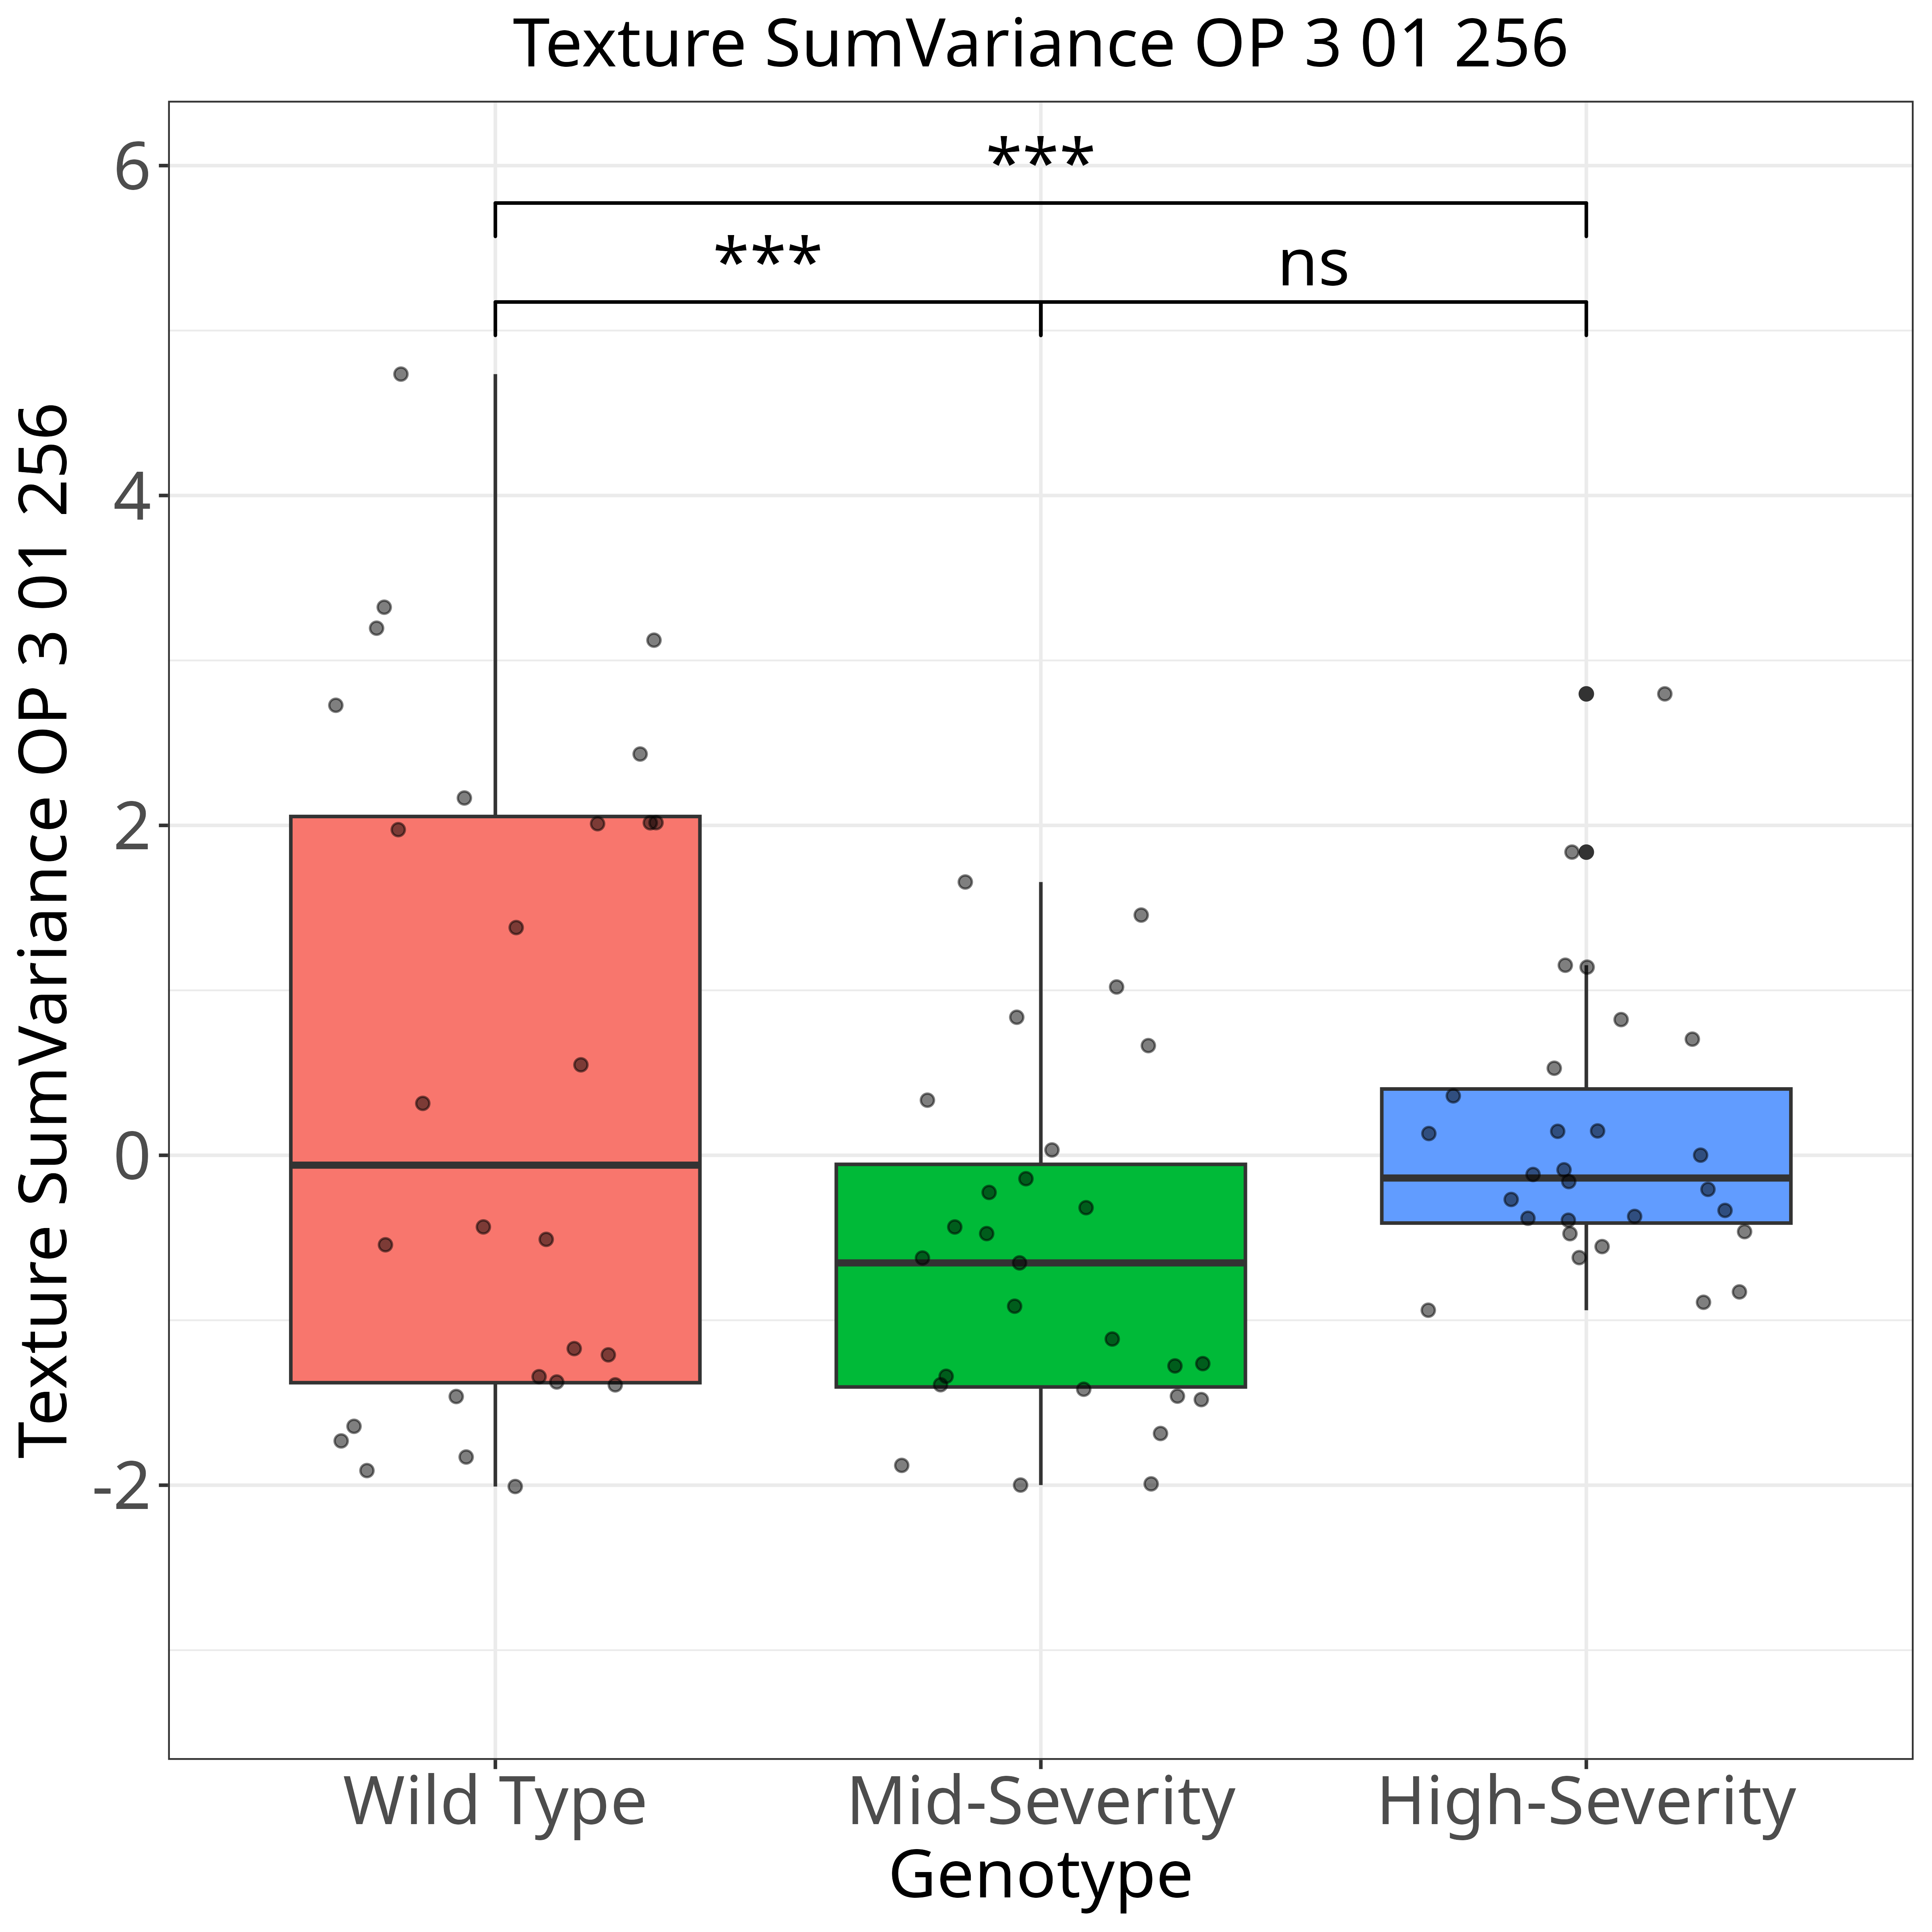 Texture SumVariance OP 3 01 256
Texture SumVariance OP 3 01 256
6
4
2
0
-2
***
***
ns
Wild Type
Mid-Severity
High-Severity
Genotype